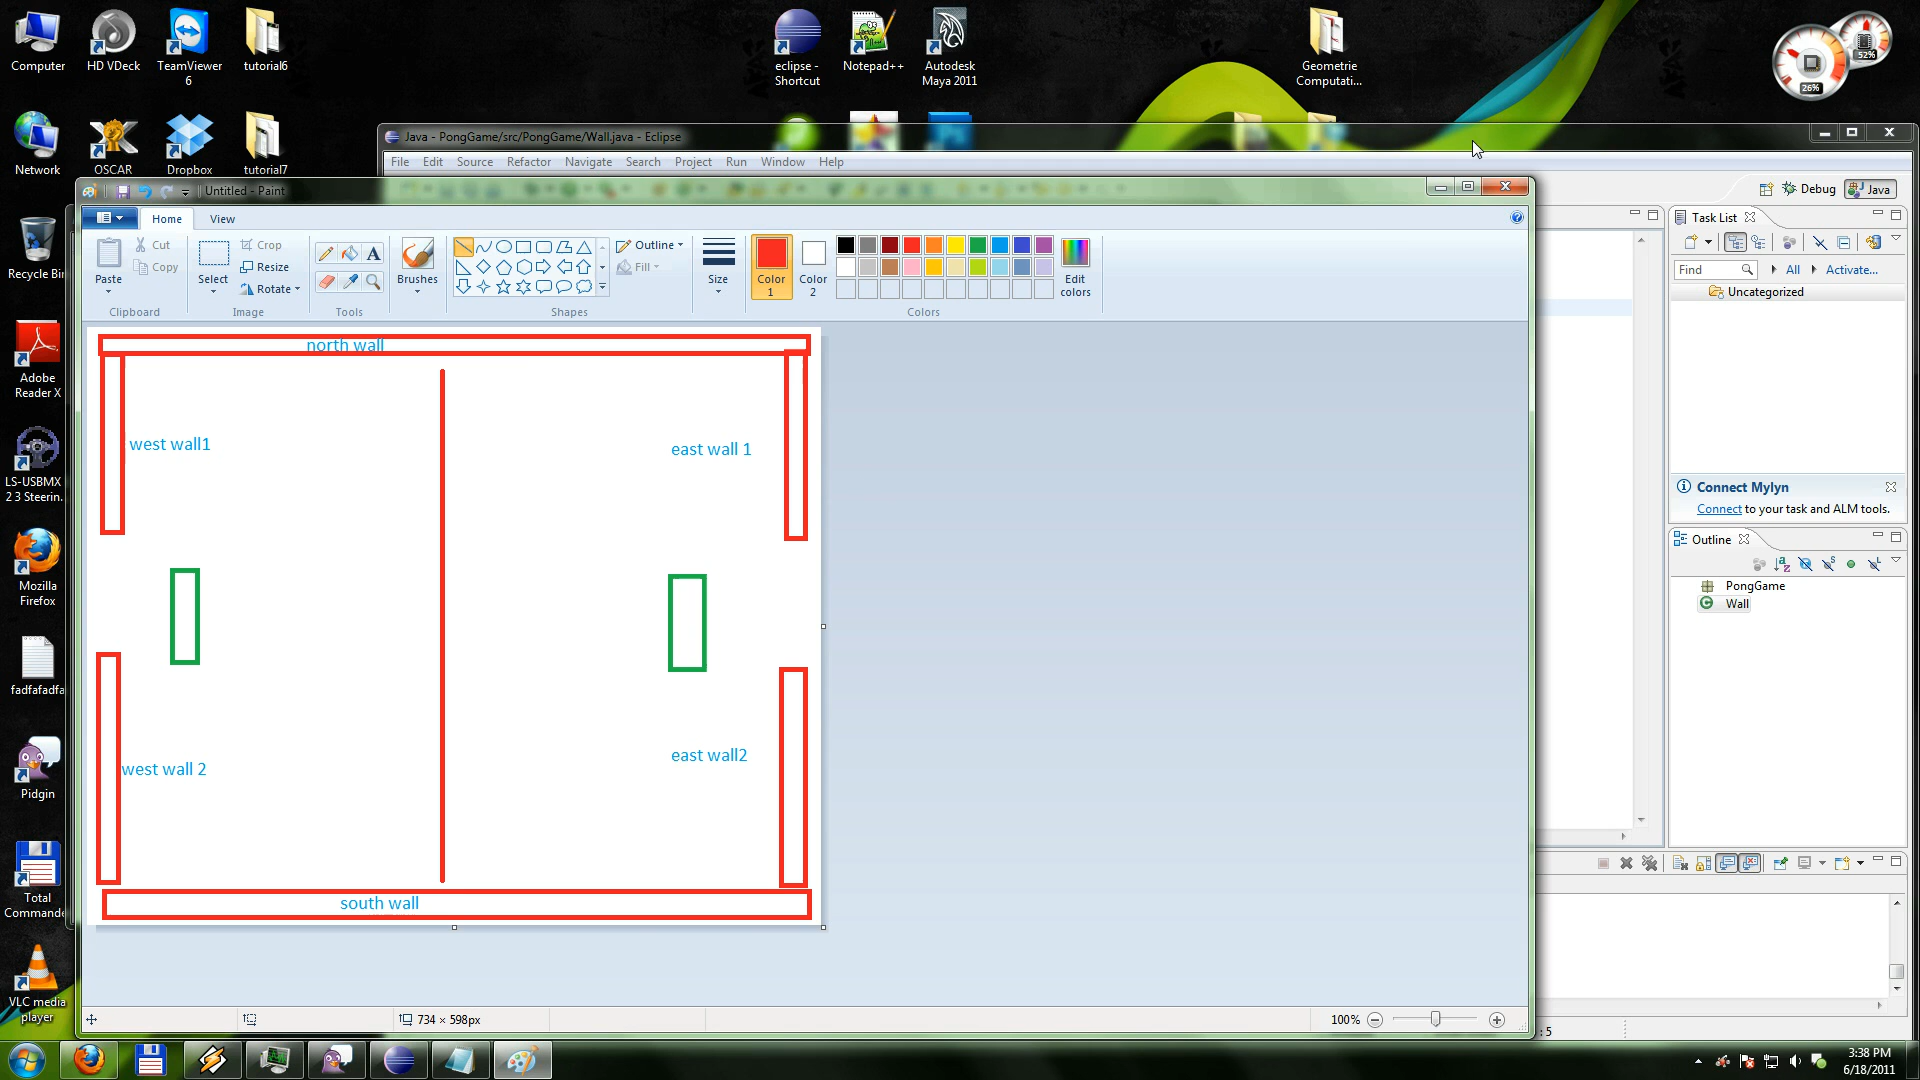 Computer
HD VDeck
TeamViewer
6
tutorial6
eclipse -
Shortcut
Notepad++
Autodesk
Maya 2011
Geometrie
Computati...
52%
26%
Network
OSCAR
Dropbox
tutorial7
Java - PongGame/src/PongGame/Wall.java - Eclipse
File Edit Source Refactor Navigate Search Project Run Window Help
Untitled - Paint
Debug
Java
Home View
Task List
Paste
Cut
Copy
Select
Crop
Resize
Rotate
Brushes
Outline
Fill
Size
Color
1
Color
2
Edit
colors
Clipboard
Image
Tools
Shapes
Colors
Find
All
Activate...
Uncategorized
Recycle Bin
north wall
west wall1
east wall 1
west wall 2
east wall2
south wall
Adobe
Reader X
LS-USBMX
2 3 Steerin...
Connect Mylyn
Connect to your task and ALM tools.
Outline
PongGame
Wall
Mozilla
Firefox
fadfafadfa
Pidgin
Total
Commande
VLC media
player
734 × 598px
100%
: 5
3:38 PM
6/18/2011